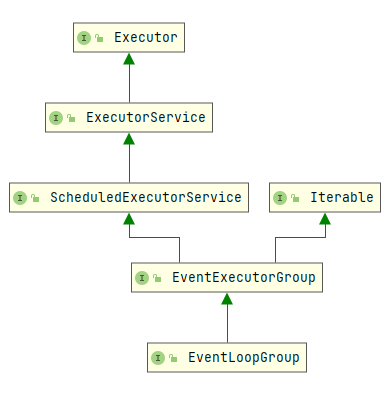 I Executor
I ExecutorService
I ScheduledExecutorService
I Iterable
I EventExecutorGroup
I EventLoopGroup